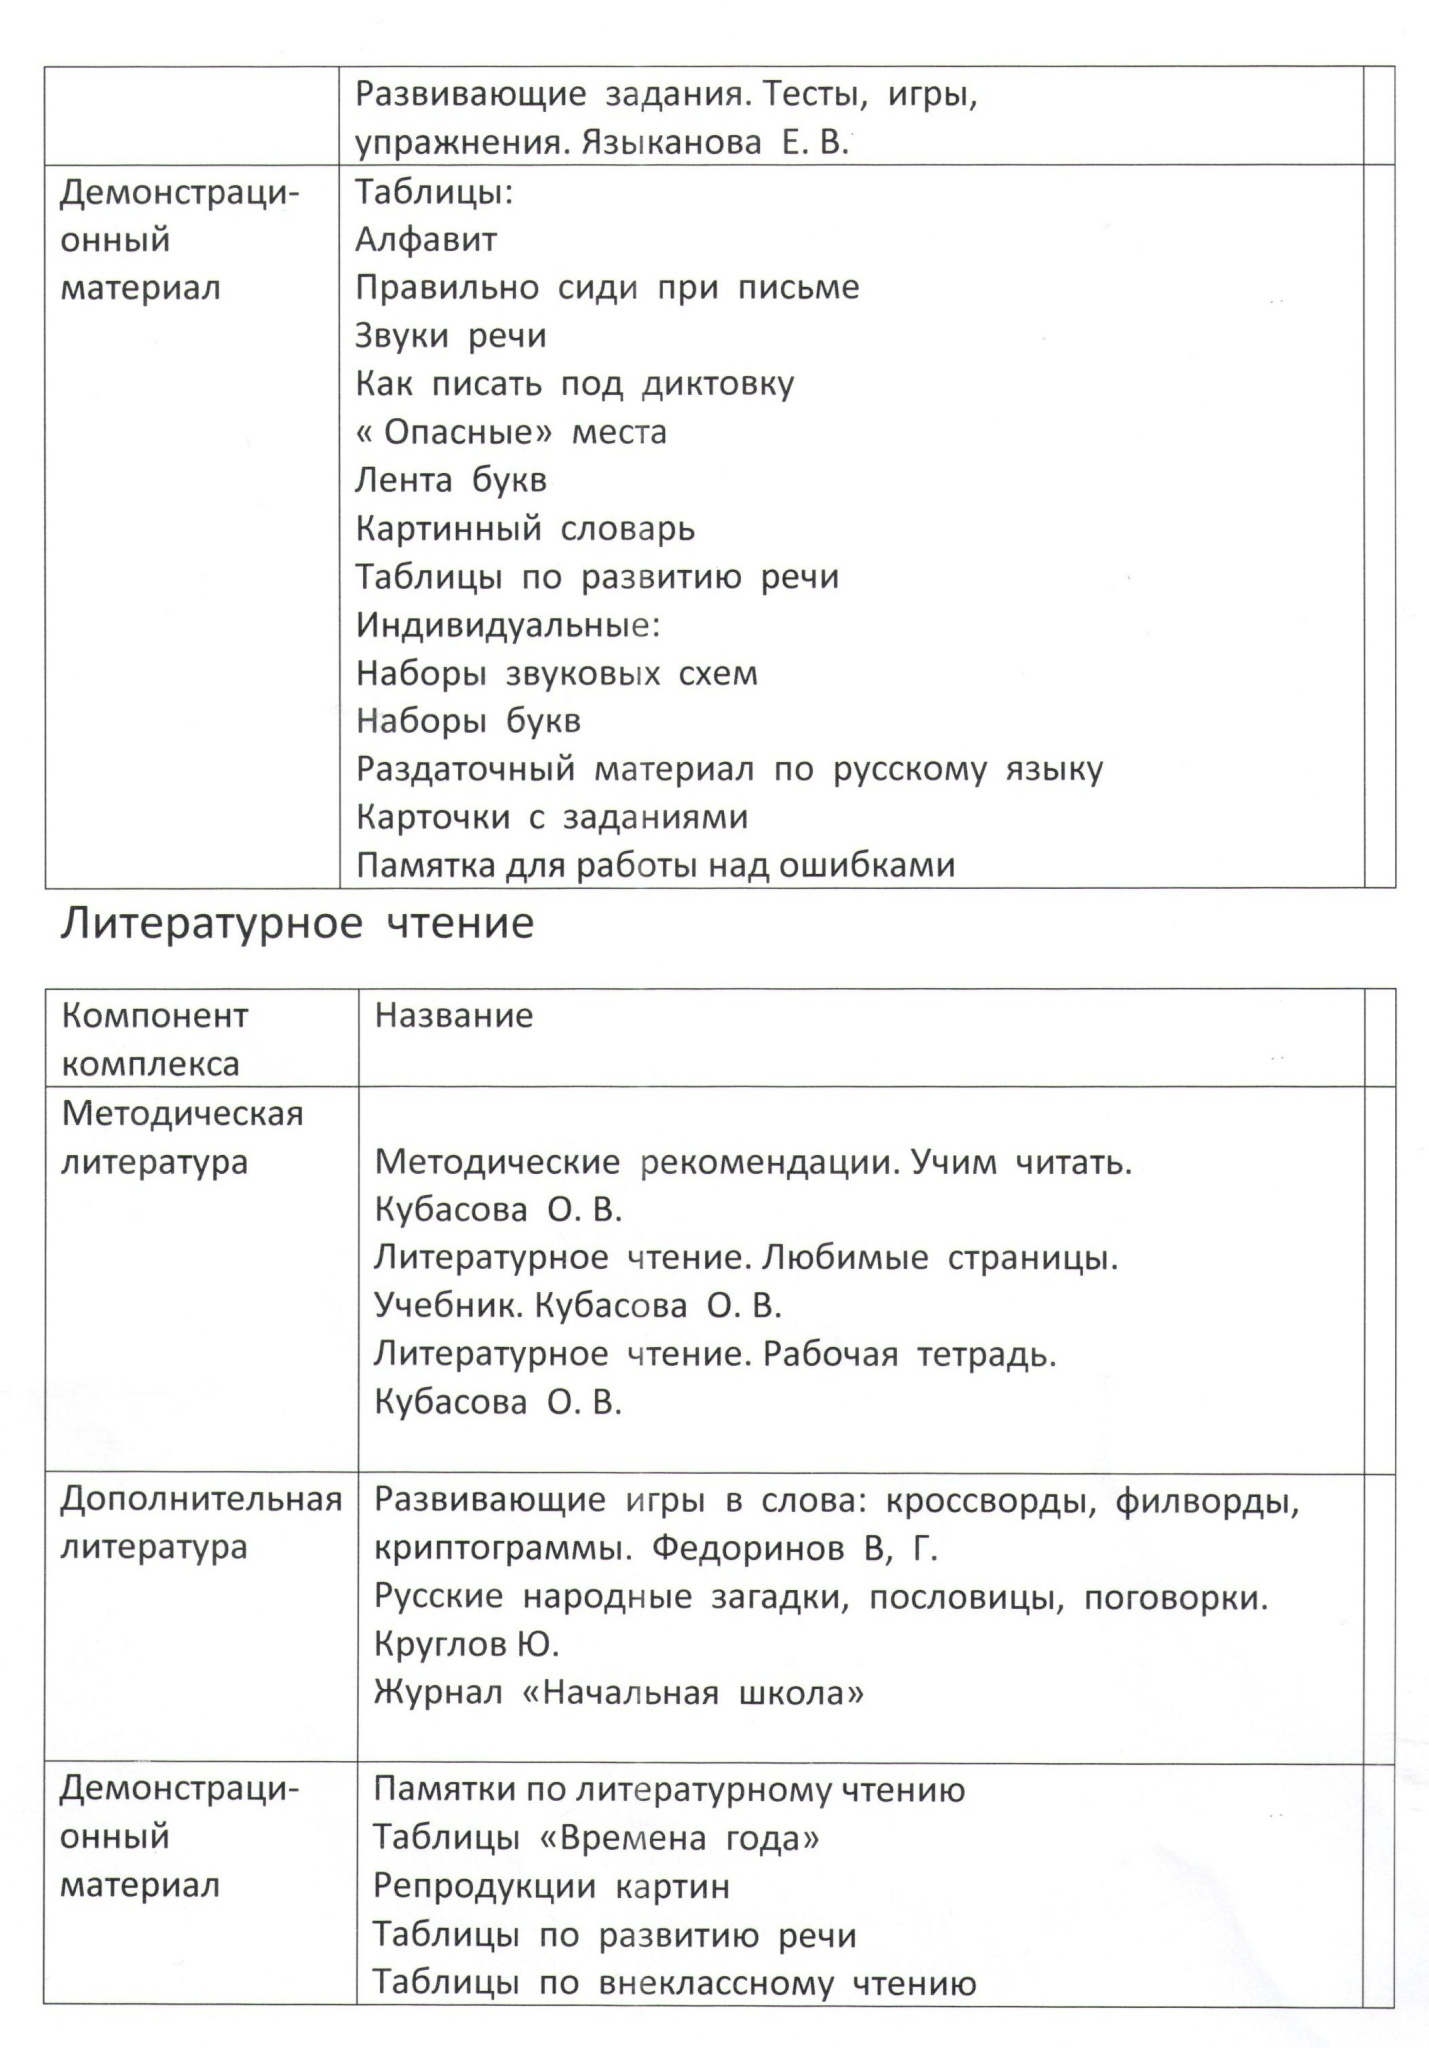 Развивающие задания. Тесты, игры,
упражнения. Языканова Е. В.
Демонстраци-
онный
материал
Таблицы:
Алфавит
Правильно сиди при письме
Звуки речи
Как писать под диктовку
« Опасные» места
Лента букв
Картинный словарь
Таблицы по развитию речи
Индивидуальные:
Наборы звуковых схем
Наборы букв
Раздаточный материал по русскому языку
Карточки с заданиями
Памятка для работы над ошибками
Литературное чтение
Компонент
комплекса
Название
Методическая
литература
Методические рекомендации. Учим читать.
Кубасова О. В.
Литературное чтение. Любимые страницы.
Учебник. Кубасова О. В.
Литературное чтение. Рабочая тетрадь.
Кубасова О. В.
Дополнительная
литература
Развивающие игры в слова: кроссворды, филворды,
криптограммы. Федоринов В, Г.
Русские народные загадки, пословицы, поговорки.
Круглов Ю.
Журнал «Начальная школа»
Демонстраци-
онный
материал
Памятки по литературному чтению
Таблицы «Времена года»
Репродукции картин
Таблицы по развитию речи
Таблицы по внеклассному чтению